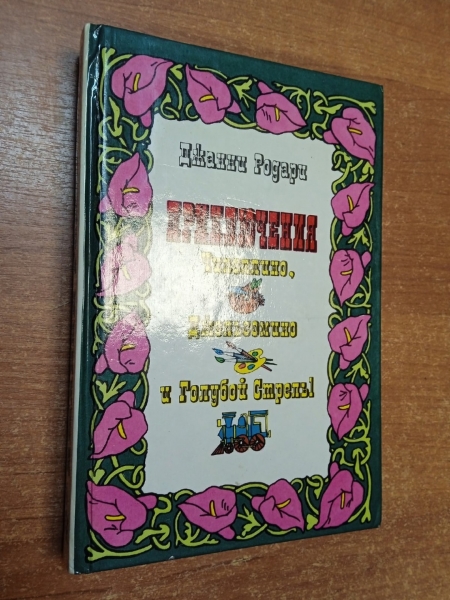 Джанни Родари
ПРИКЛЮЧЕНИЯ
Чиполлино,
Джельсомино
и Голубой Стрелы